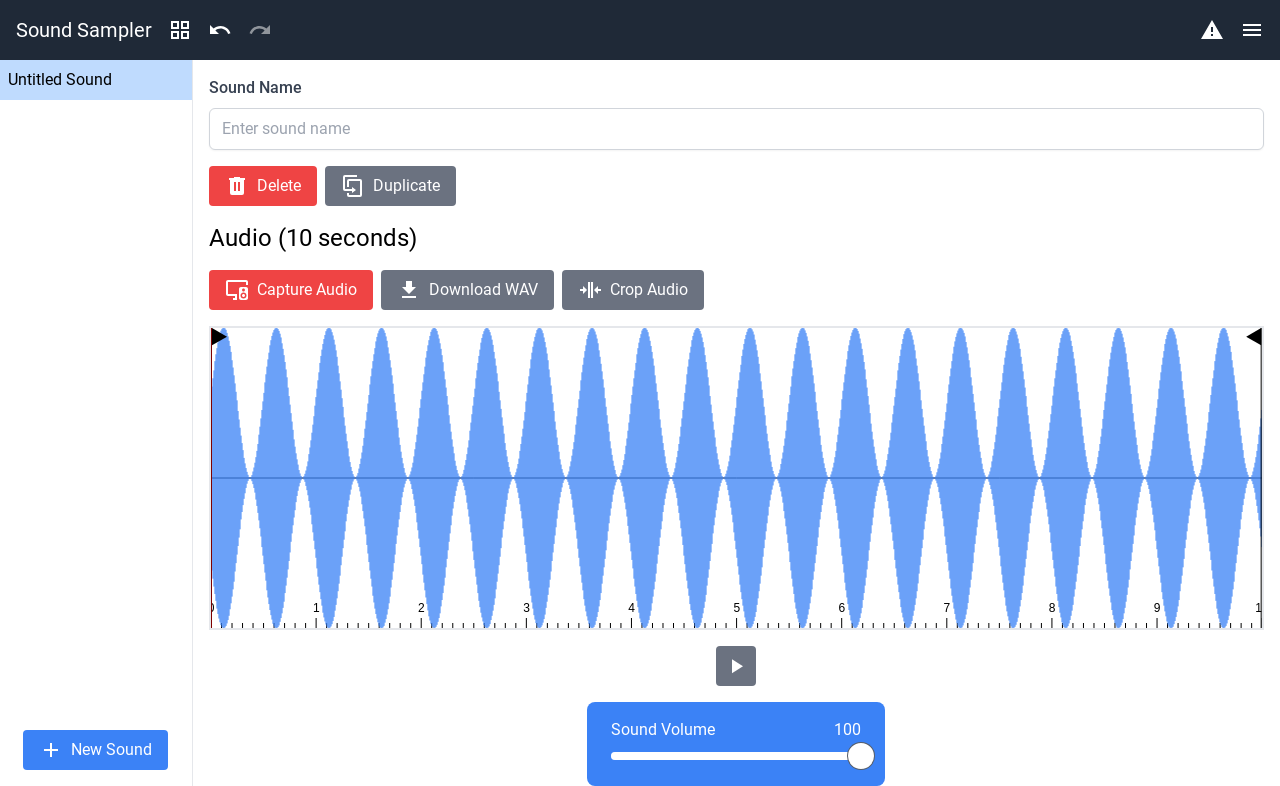 Sound Sampler
Untitled Sound
Sound Name
Enter sound name
Delete
Duplicate
Audio (10 seconds)
Capture Audio
Download WAV
Crop Audio
0 1 2 3 4 5 6 7 8 9 1
Sound Volume 100
New Sound